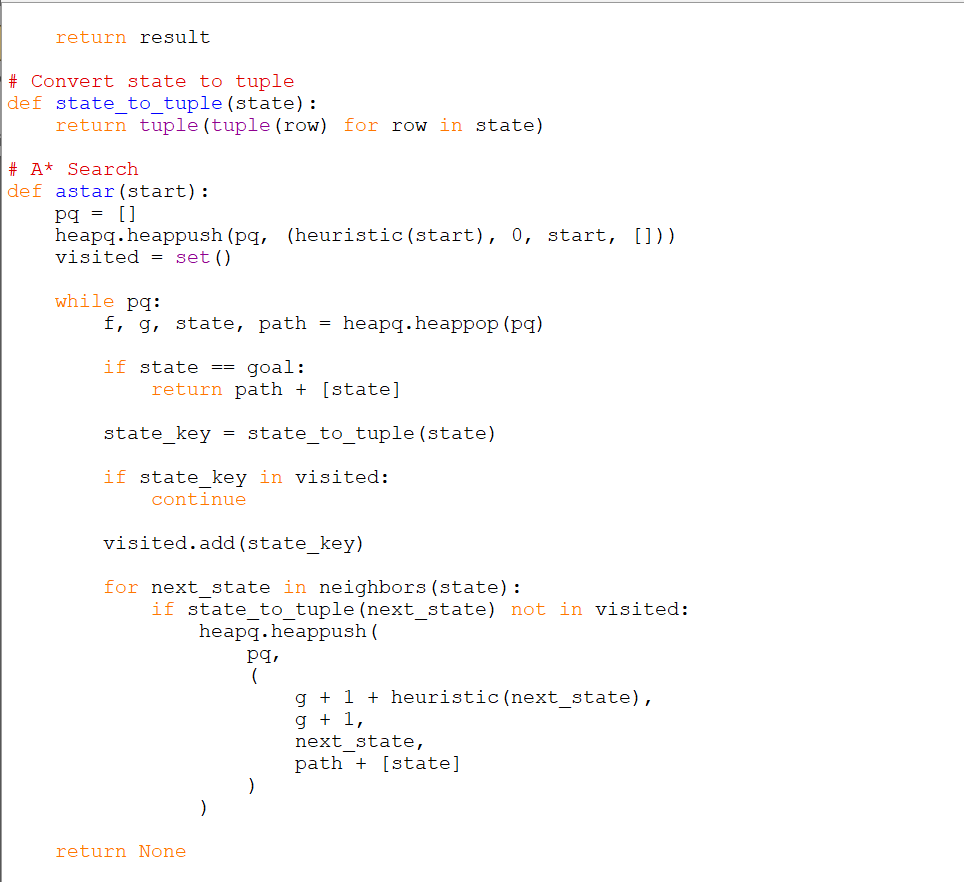 return result

# Convert state to tuple
def state_to_tuple(state):
    return tuple(tuple(row) for row in state)

# A* Search
def astar(start):
    pq = []
    heapq.heappush(pq, (heuristic(start), 0, start, []))
    visited = set()

    while pq:
        f, g, state, path = heapq.heappop(pq)

        if state == goal:
            return path + [state]

        state_key = state_to_tuple(state)

        if state_key in visited:
            continue

        visited.add(state_key)

        for next_state in neighbors(state):
            if state_to_tuple(next_state) not in visited:
                heapq.heappush(
                    pq,
                    (
                        g + 1 + heuristic(next_state),
                        g + 1,
                        next_state,
                        path + [state]
                    )
                )

    return None